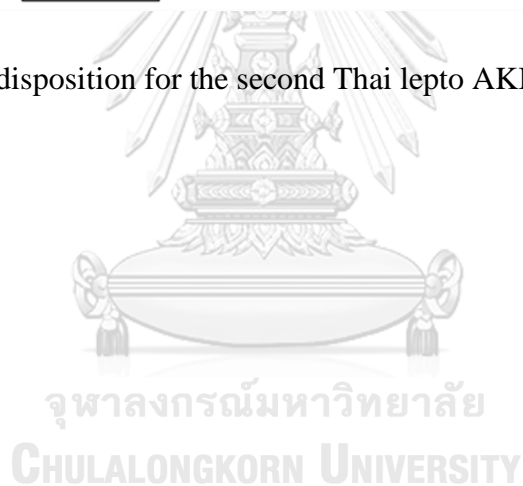 disposition for the second Thai lepto AK
จุฬาลงกรณ์มหาวิทยาลัย
CHULALONGKORN UNIVERSITY